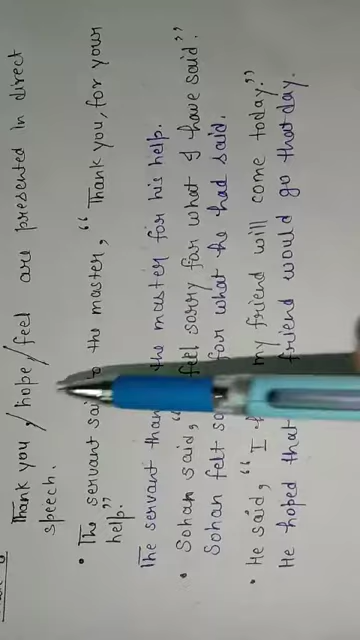 Thank you / hope / feel are presented in direct
speech.
• The servant sai the master, "Thank you, for your
help."
The servant than the master for his help.
• Sohan said, " feel sorry for what I have said."
Sohan felt so for what he had said.
• He said, "I my friend will come today."
He hoped that friend would go that day.